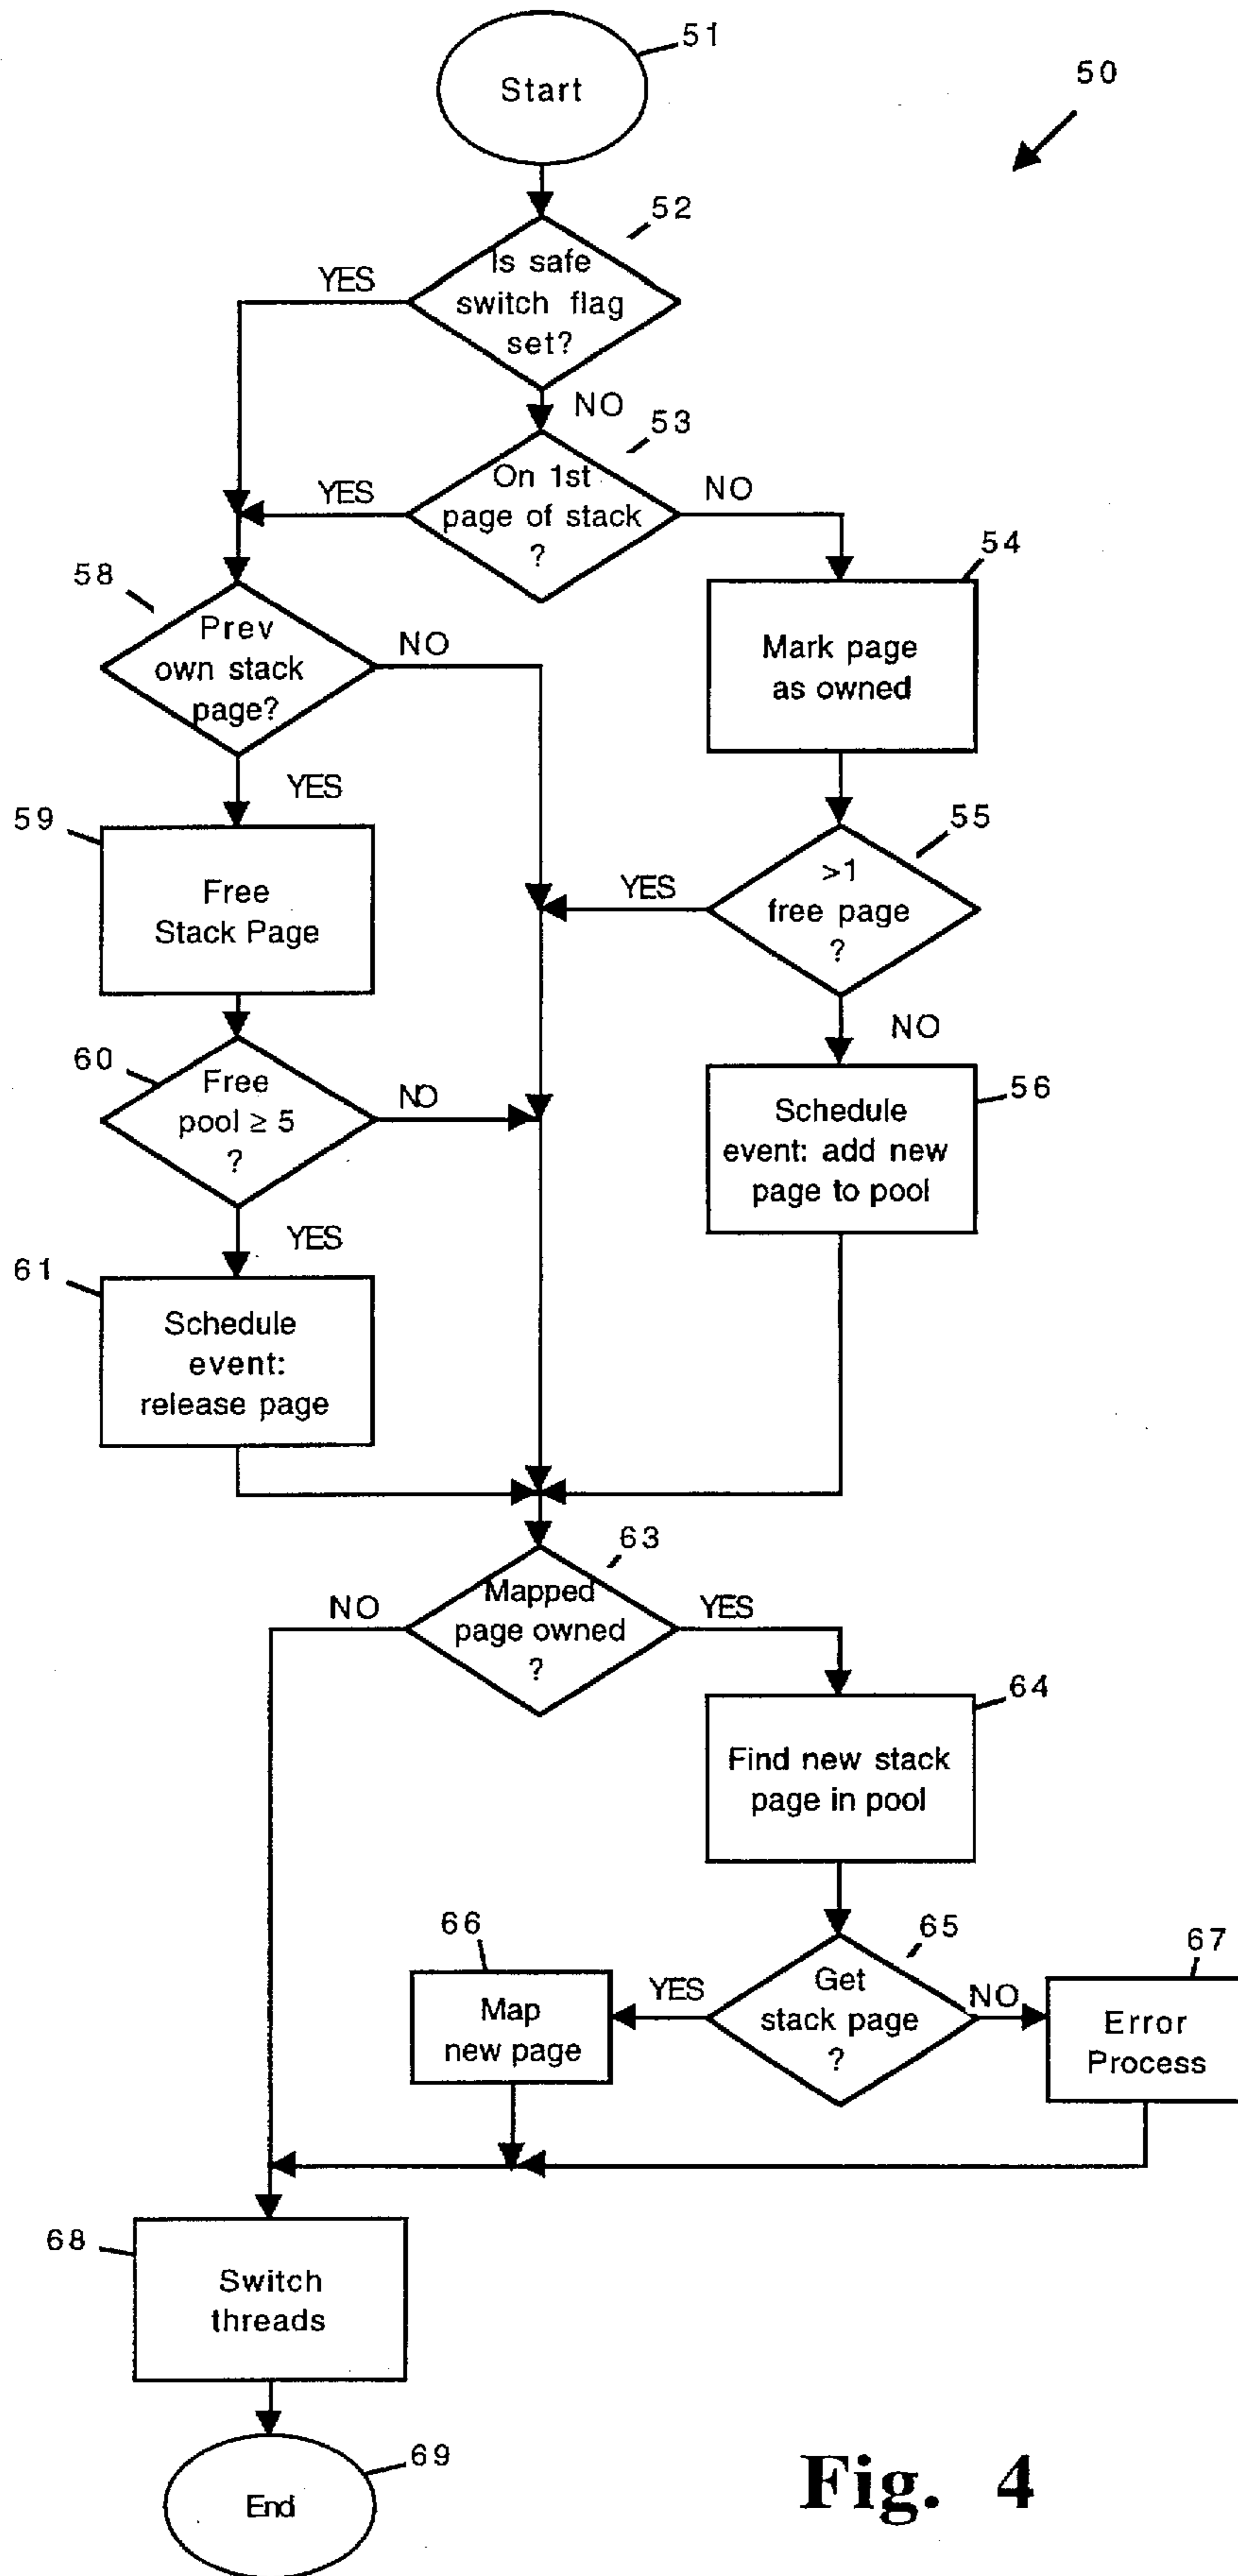 51
Start
50
52
Is safe
switch flag
set?
YES
NO
53
On 1st
page of stack
?
YES
NO
54
Mark page
as owned
58
Prev
own stack
page?
NO
YES
55
>1
free page
?
YES
NO
59
Free
Stack Page
60
Free
pool ≥ 5
?
NO
YES
56
Schedule
event: add new
page to pool
61
Schedule
event:
release page
63
Mapped
page owned
?
NO
YES
64
Find new stack
page in pool
65
Get
stack page
?
YES
NO
66
Map
new page
67
Error
Process
68
Switch
threads
69
End
Fig. 4